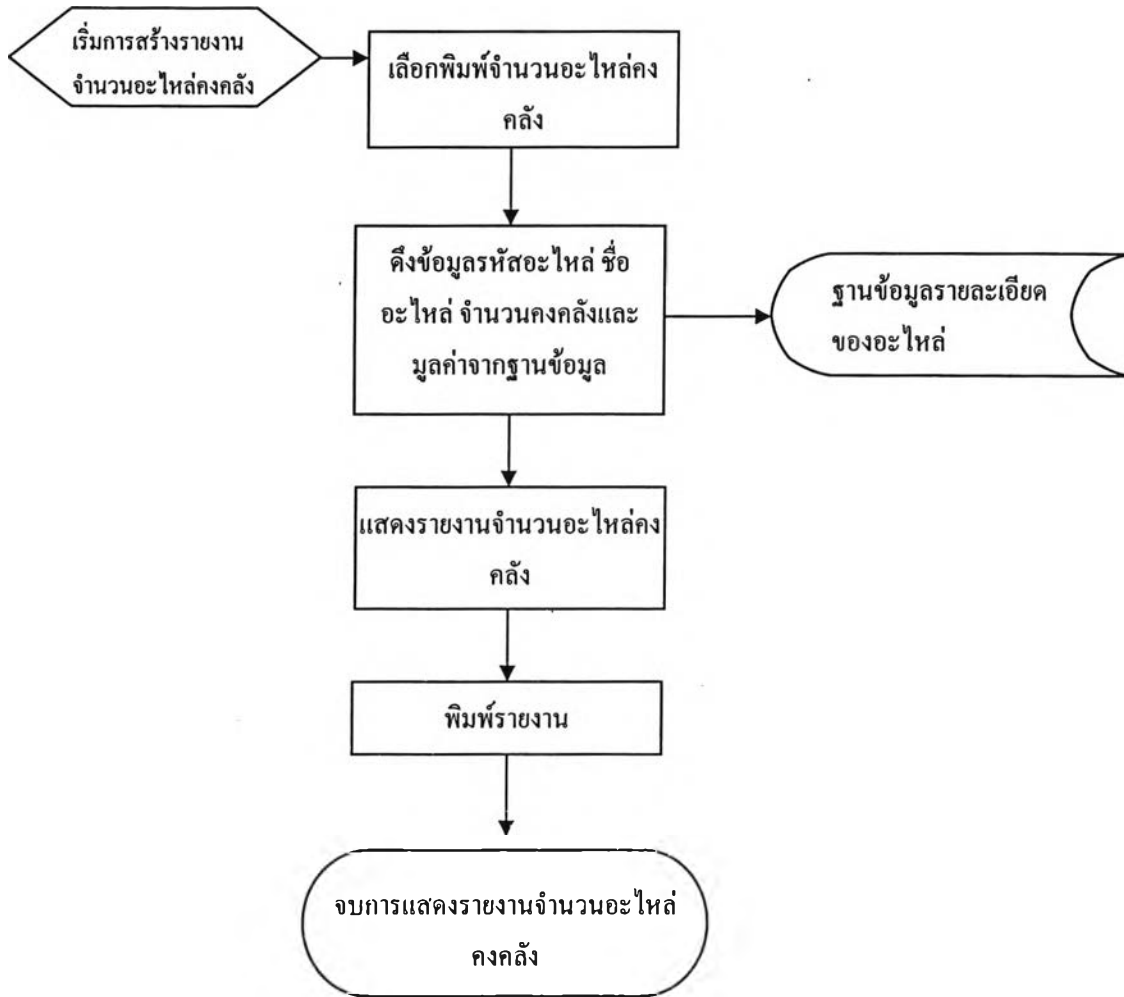 เริ่มการสร้างรายงาน
จำนวนอะไหล่คงคลัง
เลือกพิมพ์จำนวนอะไหล่คง
คลัง
ดึงข้อมูลรหัสอะไหล่ ชื่อ
อะไหล่ จำนวนคงคลังและ
มูลค่าจากฐานข้อมูล
ฐานข้อมูลรายละเอียด
ของอะไหล่
แสดงรายงานจำนวนอะไหล่คง
คลัง
พิมพ์รายงาน
จบการแสดงรายงานจำนวนอะไหล่
คงคลัง